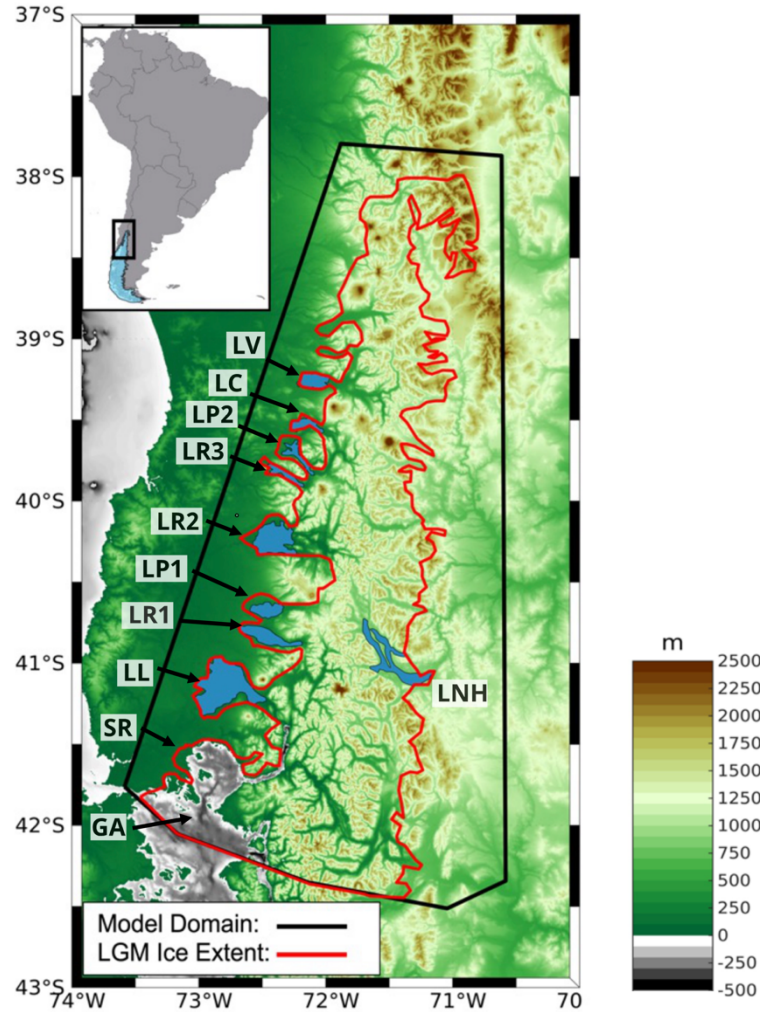 37°S
38°S
39°S
LV
LC
LP2
LR3
40°S
LR2
LP1
LR1
41°S
LL
LNH
SR
42°S
GA
Model Domain:
LGM Ice Extent:
43°S
74°W
73°W
72°W
71°W
70
m
2500
2250
2000
1750
1500
1250
1000
750
500
250
0
-250
-500